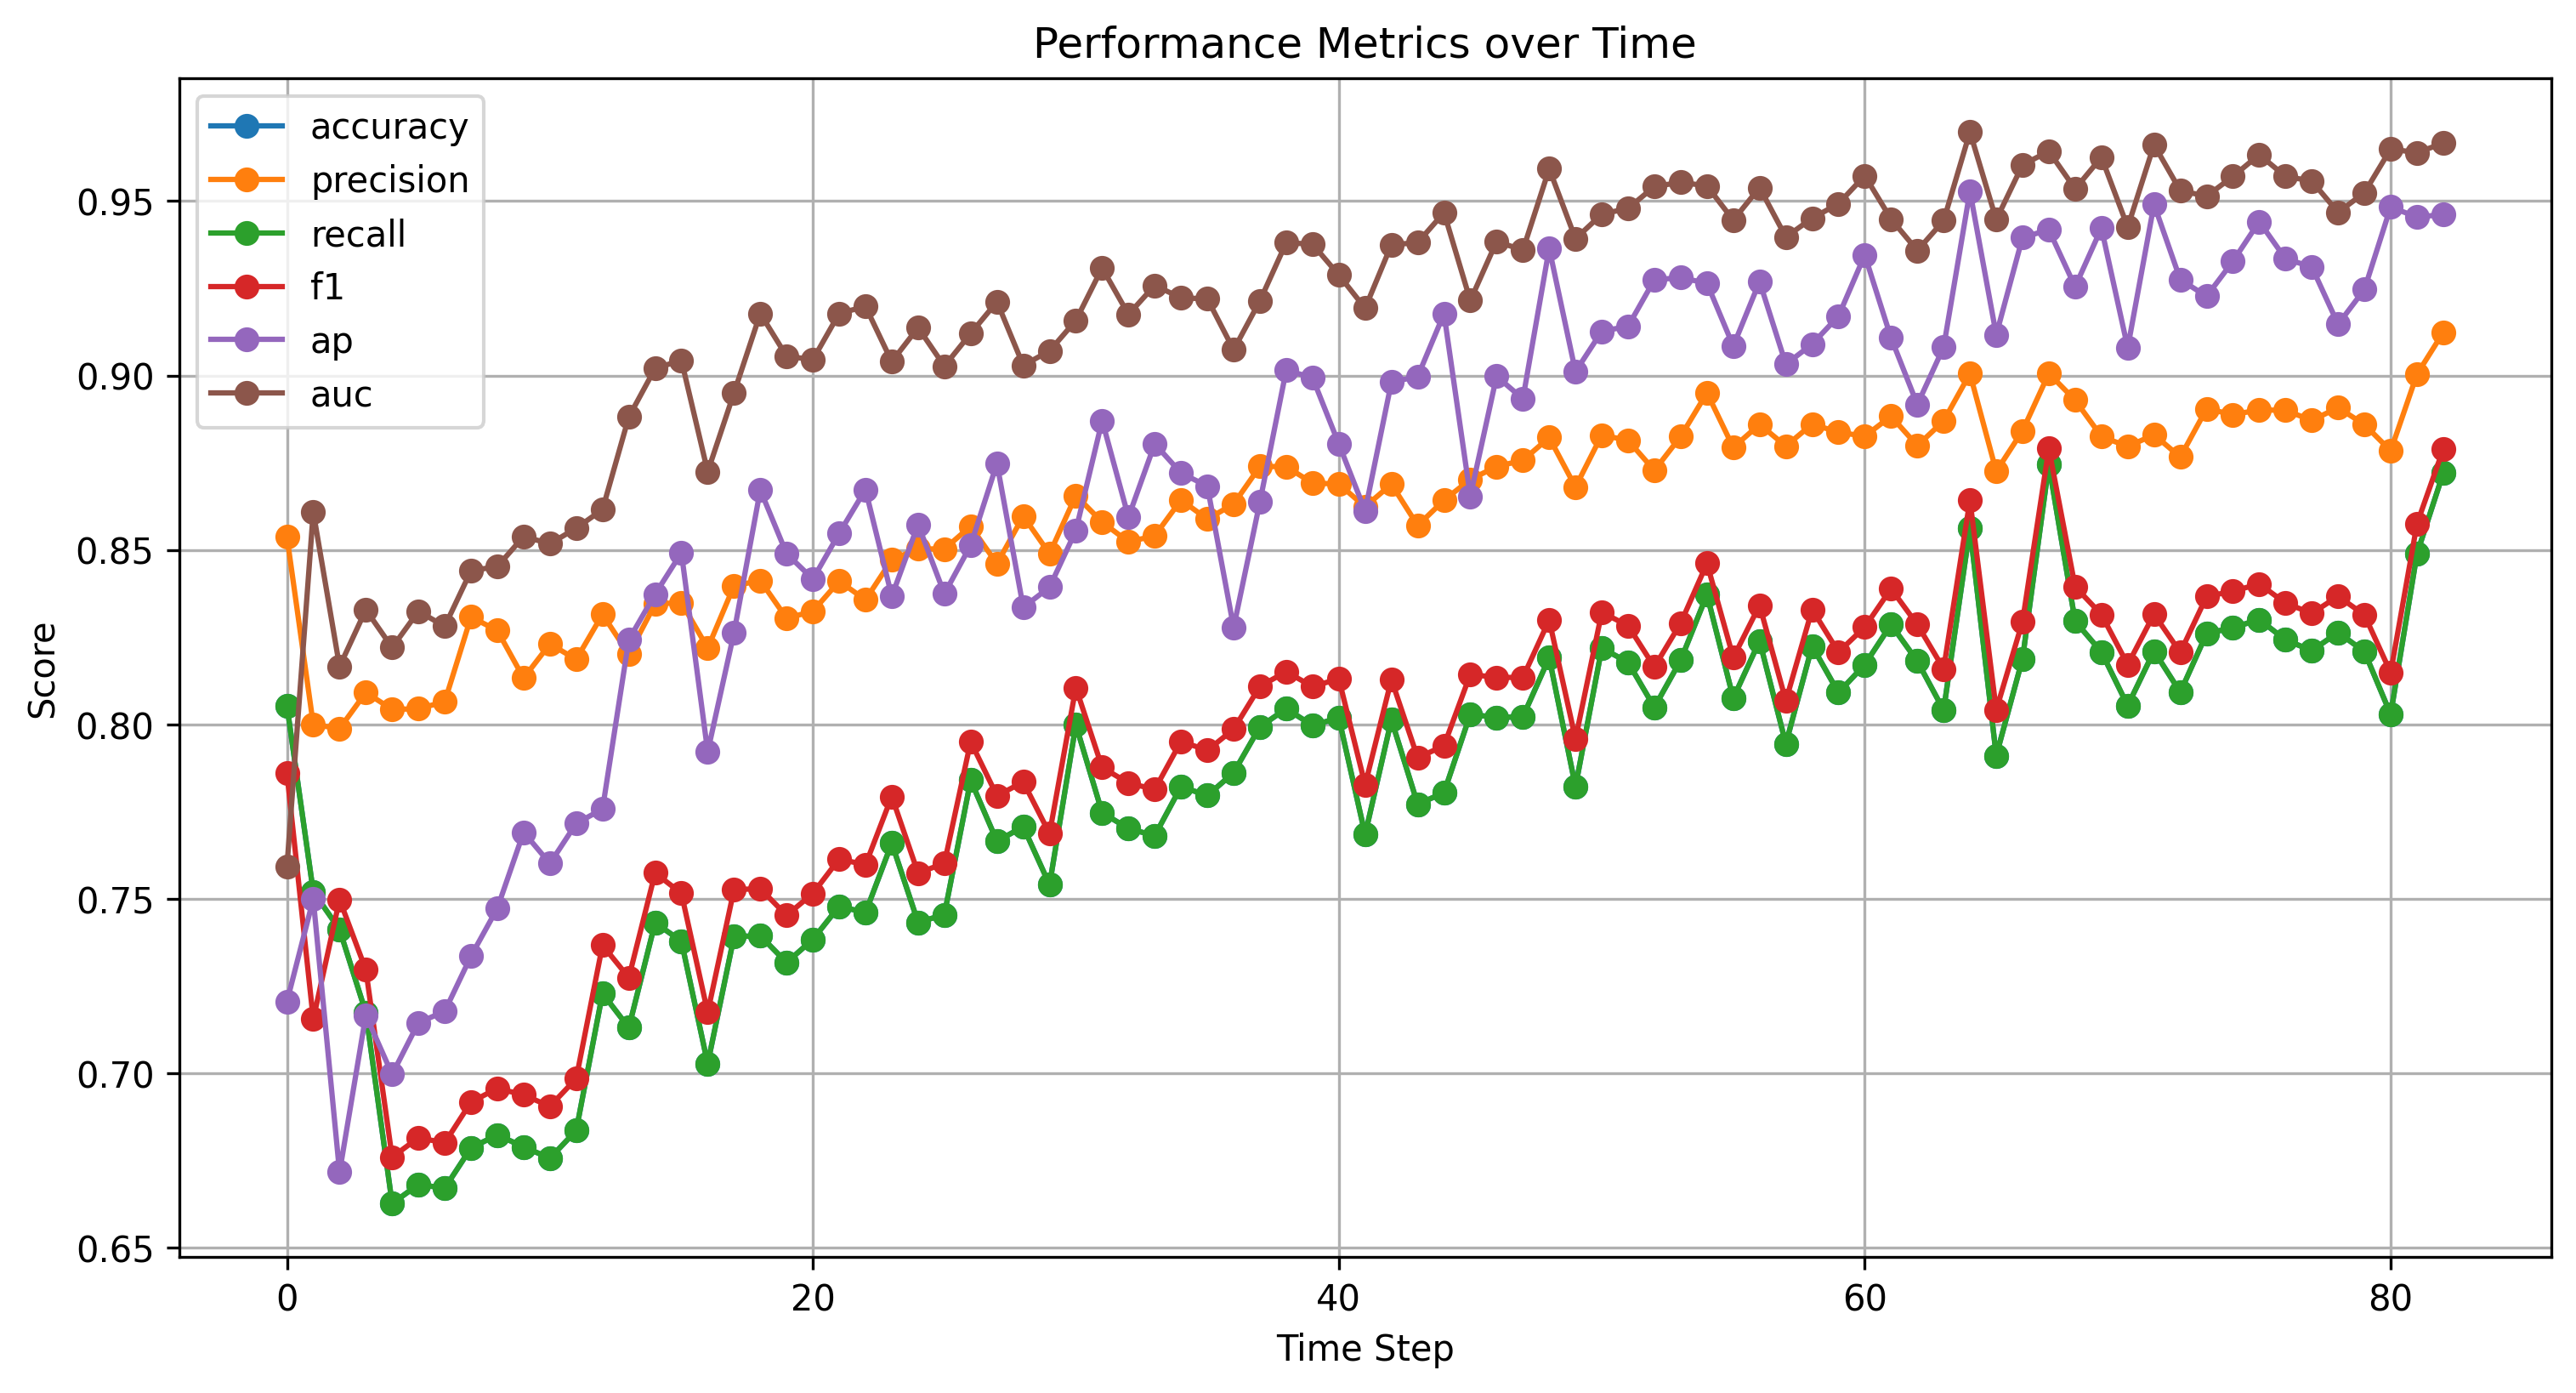 Performance Metrics over Time
accuracy
precision
recall
f1
ap
auc
0.95
0.90
0.85
0.80
0.75
0.70
0.65
Score
0 20 40 60 80
Time Step